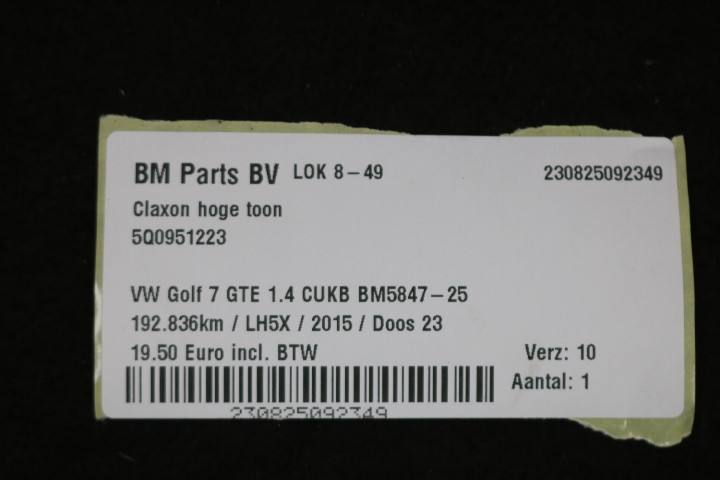 BM Parts BV LOK 8-49 230825092349
Claxon hoge toon
5Q0951223
VW Golf 7 GTE 1.4 CUKB BM5847-25
192.836km / LH5X / 2015 / Doos 23
19.50 Euro incl. BTW Verz: 10
Aantal: 1
230825092349